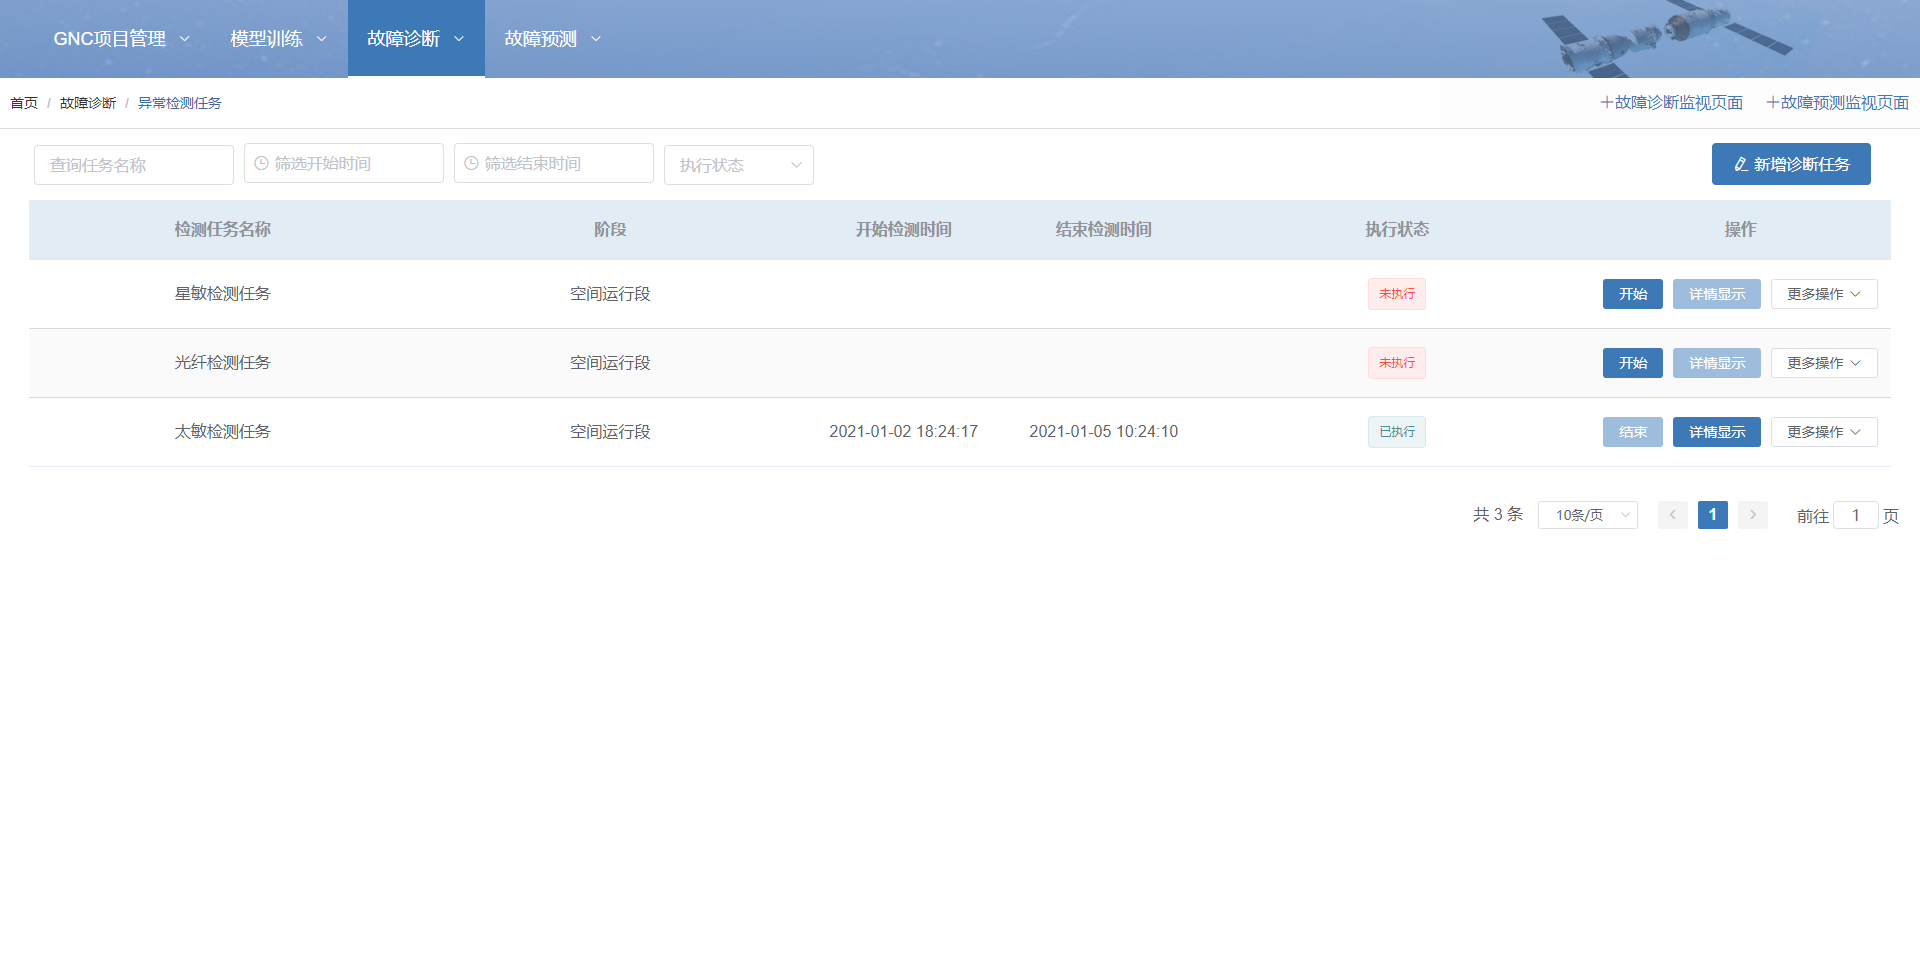 GNC项目管理 模型训练 故障诊断 故障预测
首页 / 故障诊断 / 异常检测任务 +故障诊断监视页面 +故障预测监视页面
查询任务名称 筛选开始时间 筛选结束时间 执行状态 新增诊断任务
检测任务名称 阶段 开始检测时间 结束检测时间 执行状态 操作
星敏检测任务 空间运行段 未执行 开始 详情显示 更多操作
光纤检测任务 空间运行段 未执行 开始 详情显示 更多操作
太敏检测任务 空间运行段 2021-01-02 18:24:17 2021-01-05 10:24:10 已执行 结束 详情显示 更多操作
共 3 条 10条/页 1 前往 1 页